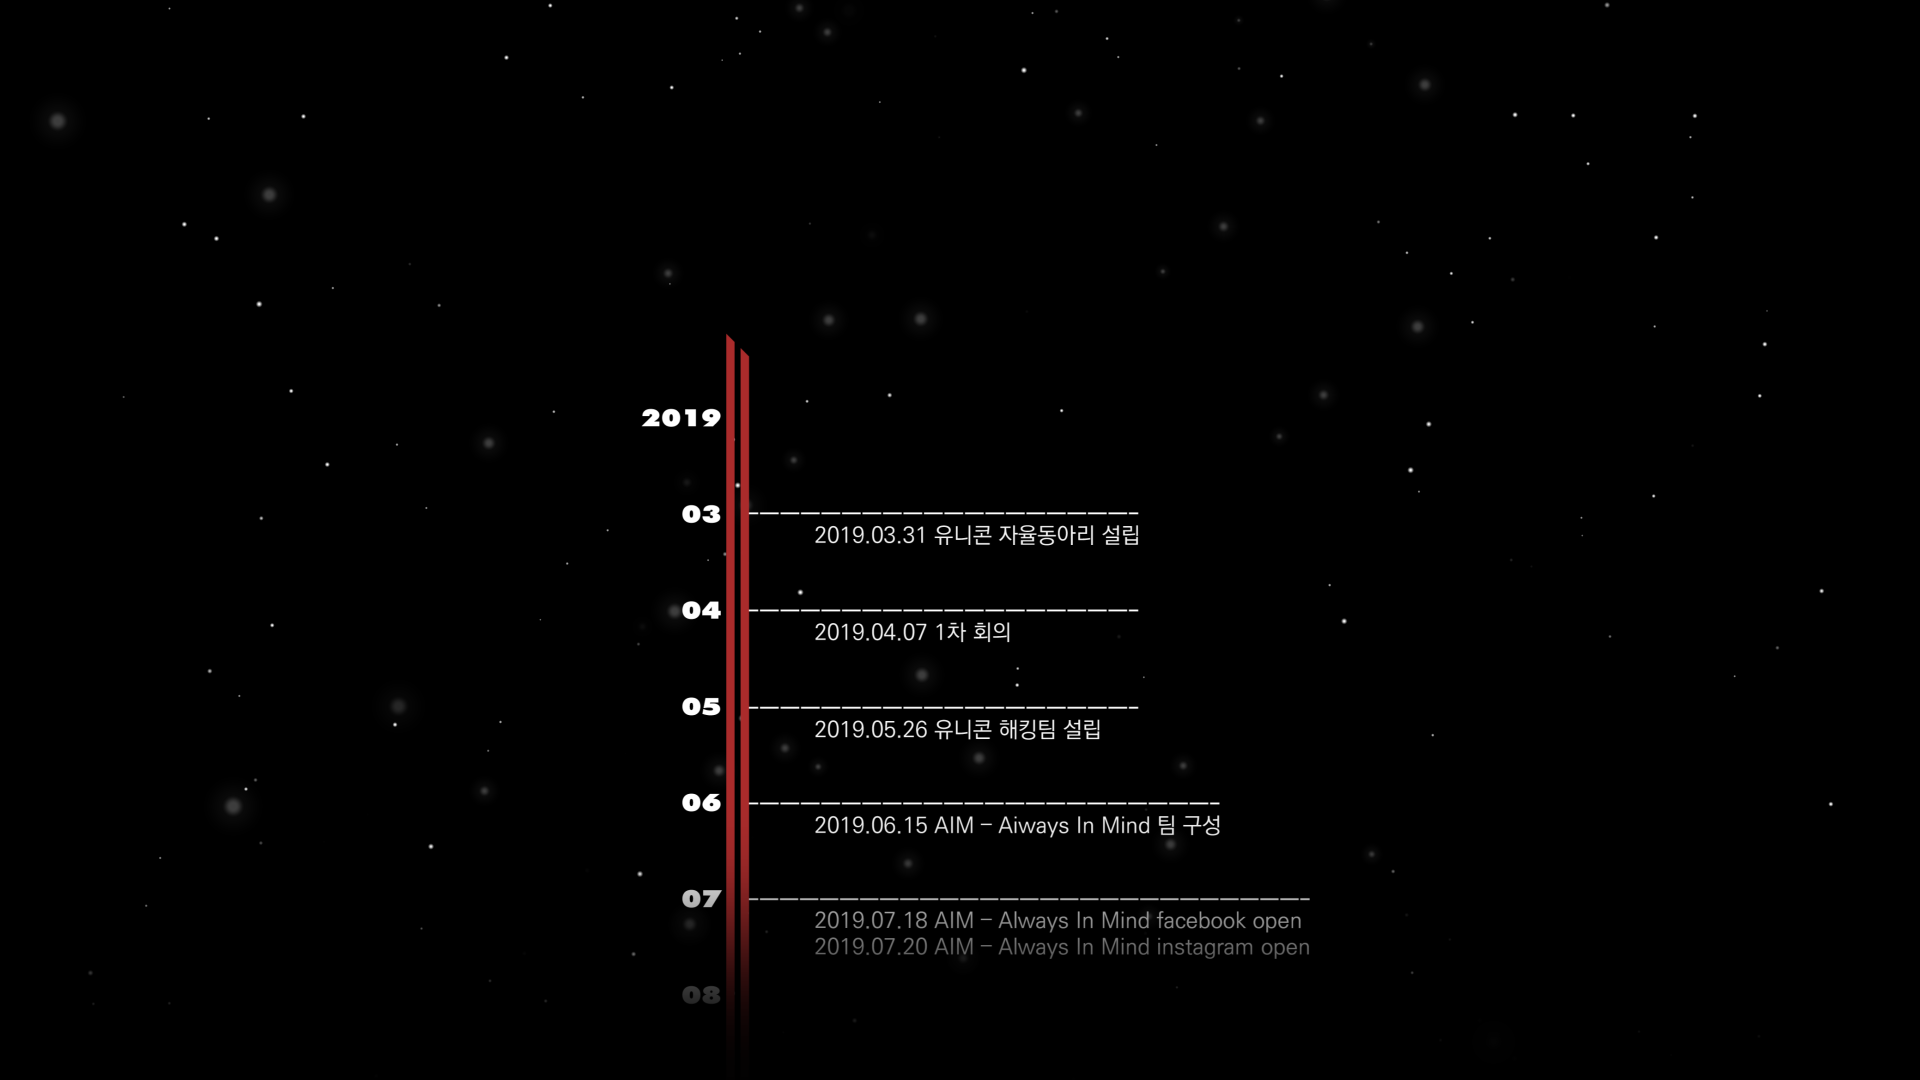 2019
03
2019.03.31 유니콘 자율동아리 설립
04
2019.04.07 1차 회의
05
2019.05.26 유니콘 해킹팀 설립
06
2019.06.15 AIM – Aiways In Mind 팀 구성
07
2019.07.18 AIM – Always In Mind facebook open
2019.07.20 AIM – Always In Mind instagram open
08